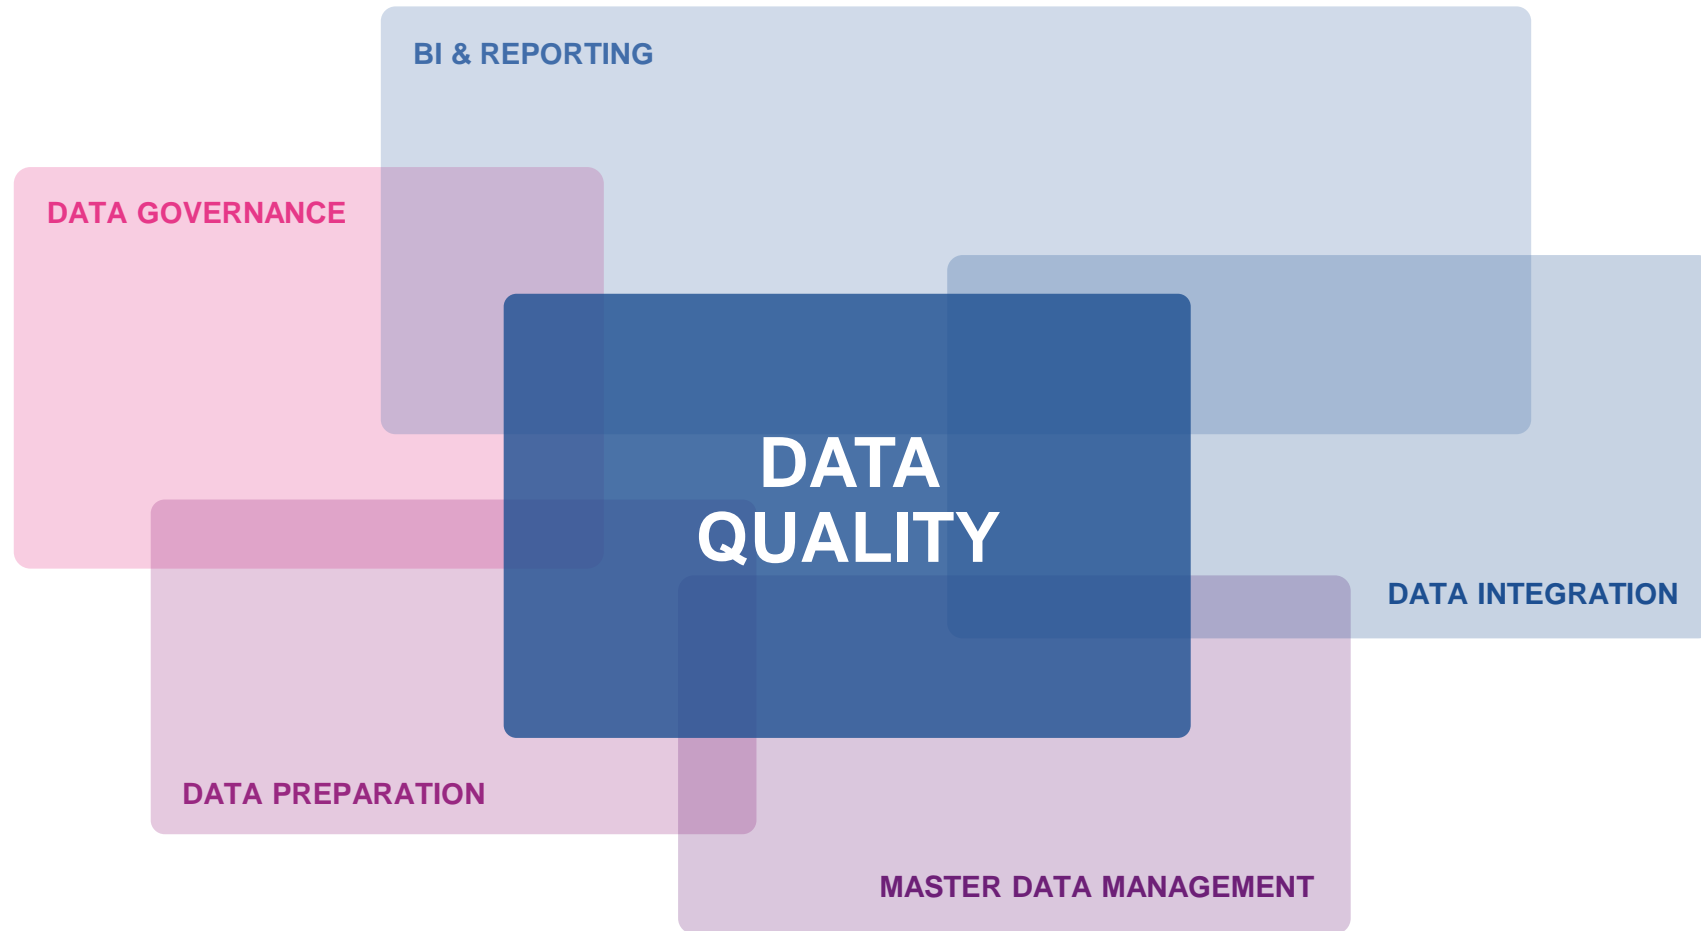 BI & REPORTING
DATA GOVERNANCE
DATA
QUALITY
DATA INTEGRATION
DATA PREPARATION
MASTER DATA MANAGEMENT